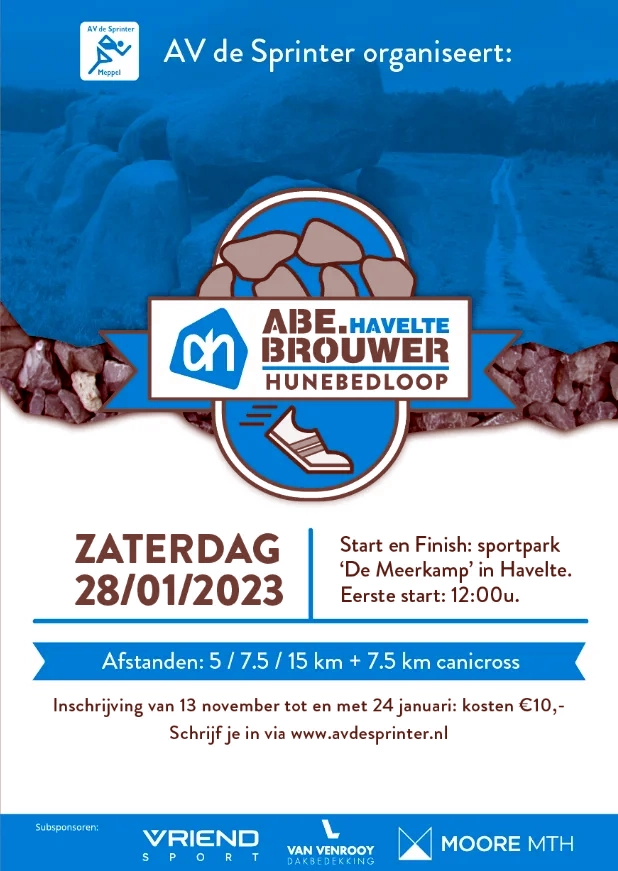 AV de Sprinter
Meppel
AV de Sprinter organiseert:
ah
ABE. HAVELTE
BROUWER
HUNEBEDLOOP
ZATERDAG
28/01/2023
Start en Finish: sportpark
‘De Meerkamp’ in Havelte.
Eerste start: 12:00u.
Afstanden: 5 / 7.5 / 15 km + 7.5 km canicross
Inschrijving van 13 november tot en met 24 januari: kosten €10,-
Schrijf je in via www.avdesprinter.nl
Subsponsoren:
VRIEND
SPORT
VAN VENROOY
DAKBEDEKKING
MOORE MTH